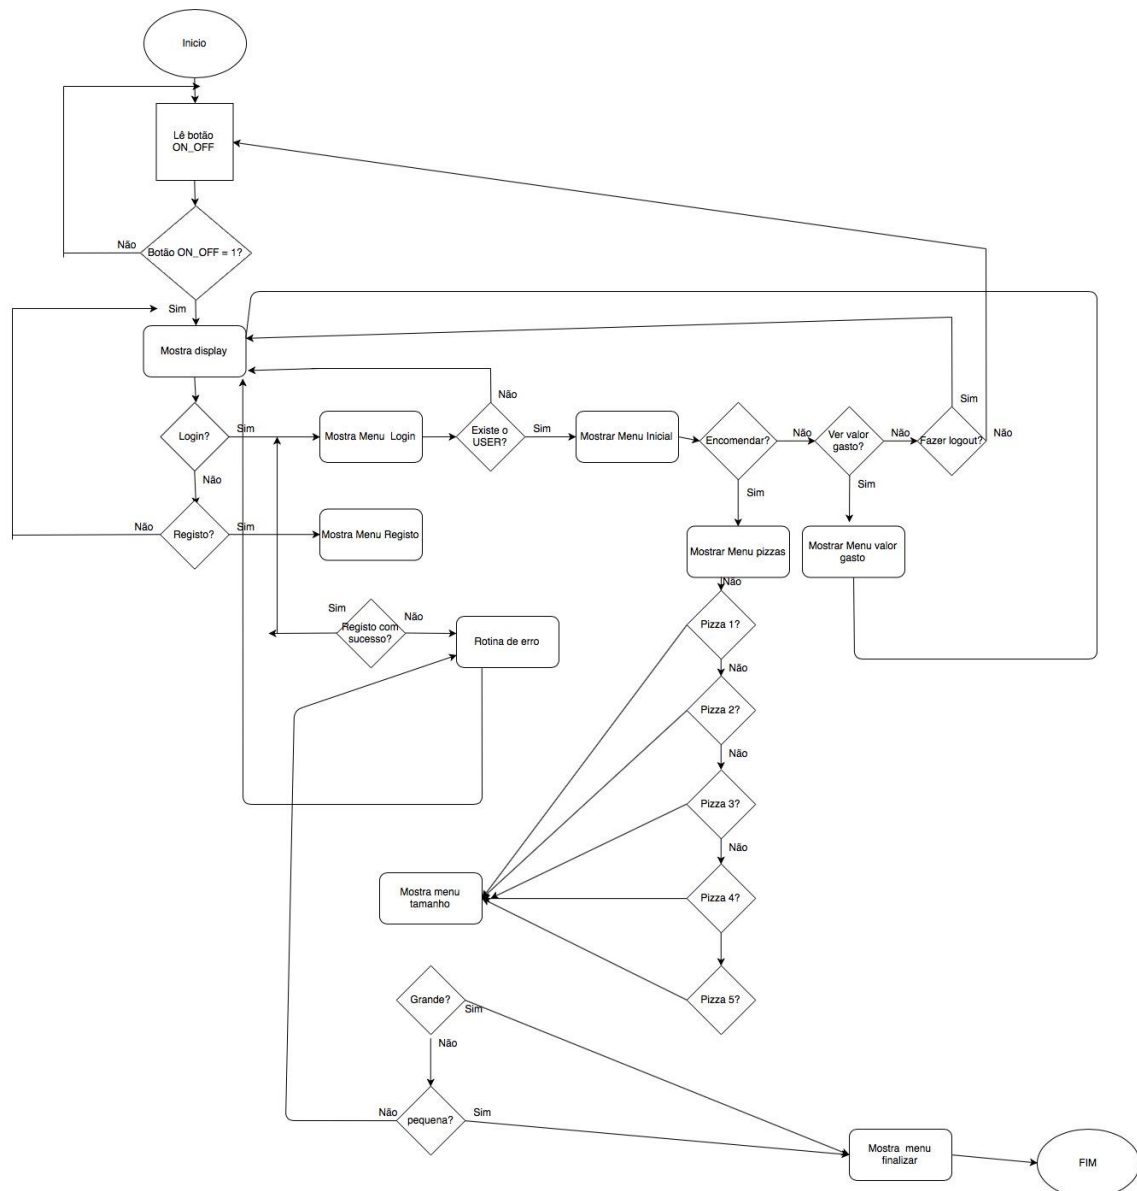 Inicio
Lê botão
ON_OFF
Não
Botão ON_OFF = 1?
Sim
Mostra display
Login?
Sim
Mostra Menu Login
Não
Existe o
USER?
Sim
Mostrar Menu Inicial
Encomendar?
Não
Ver valor
gasto?
Não
Sim
Fazer logout?
Não
Não
Sim
Sim
Não
Registo?
Sim
Mostra Menu Registo
Mostrar Menu pizzas
Mostrar Menu valor
gasto
Não
Pizza 1?
Sim
Registo com
sucesso?
Não
Rotina de erro
Não
Pizza 2?
Não
Pizza 3?
Não
Mostra menu
tamanho
Pizza 4?
Pizza 5?
Grande?
Sim
Não
Não
pequena?
Sim
Mostra menu
finalizar
FIM